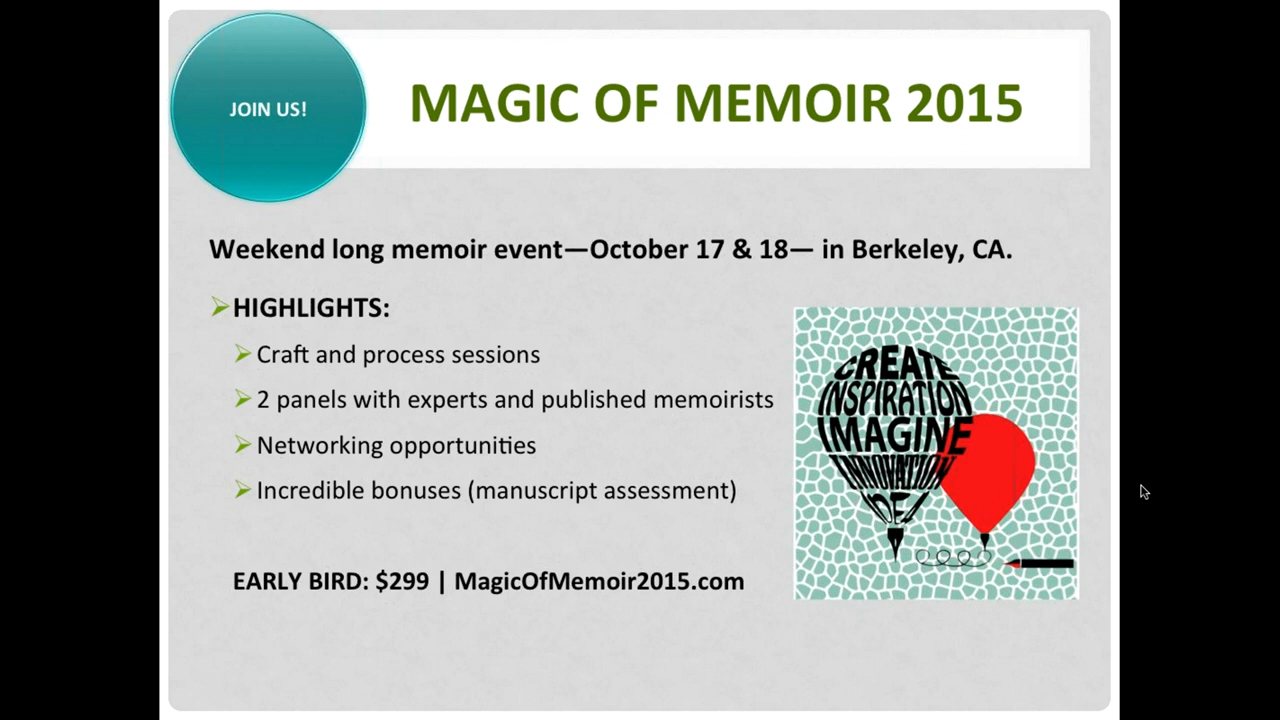 JOIN US!
MAGIC OF MEMOIR 2015
Weekend long memoir event—October 17 & 18— in Berkeley, CA.
HIGHLIGHTS:
Craft and process sessions
2 panels with experts and published memoirists
Networking opportunities
Incredible bonuses (manuscript assessment)
CREATE
INSPIRATION
IMAGINE
INNOVATION
IDEA
EARLY BIRD: $299 | MagicOfMemoir2015.com